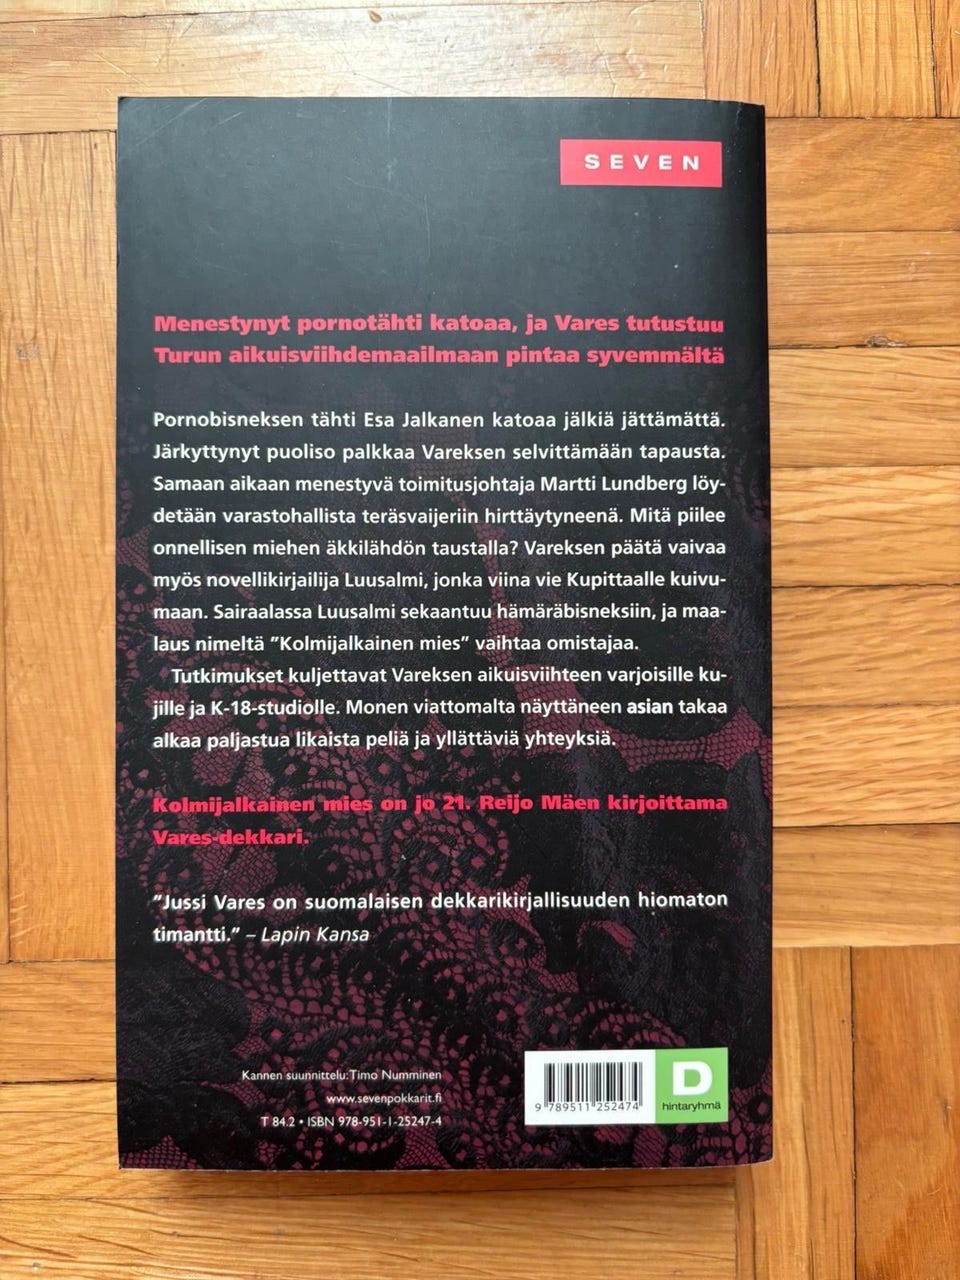 SEVEN
Menestynyt pornotähti katoaa, ja Vares tutustuu
Turun aikuisviihdemaailmaan pintaa syvemmältä
Pornobisneksen tähti Esa Jalkanen katoaa jälkiä jättämättä.
Järkyttynyt puoliso palkkaa Vareksen selvittämään tapausta.
Samaan aikaan menestyvä toimitusjohtaja Martti Lundberg löy-
detään varastohallista teräsvaijeriin hirttäytyneenä. Mitä piilee
onnellisen miehen äkkilähdön taustalla? Vareksen päätä vaivaa
myös novellikirjailija Luusalmi, jonka viina vie Kupittaalle kuivu-
maan. Sairaalassa Luusalmi sekaantuu hämäräbisneksiin, ja maa-
laus nimeltä ”Kolmijalkainen mies” vaihtaa omistajaa.
Tutkimukset kuljettavat Vareksen aikuisviihteen varjoisille ku-
jille ja K-18-studiolle. Monen viattomalta näyttäneen asian takaa
alkaa paljastua likaista peliä ja yllättäviä yhteyksiä.
Kolmijalkainen mies on jo 21. Reijo Mäen kirjoittama
Vares-dekkari.
”Jussi Vares on suomalaisen dekkarikirjallisuuden hiomaton
timantti.” – Lapin Kansa
Kannen suunnittelu: Timo Numminen
www.sevenpokkarit.fi
T 84.2 • ISBN 978-951-1-25247-4
9 789511 252474
D
hintaryhmä